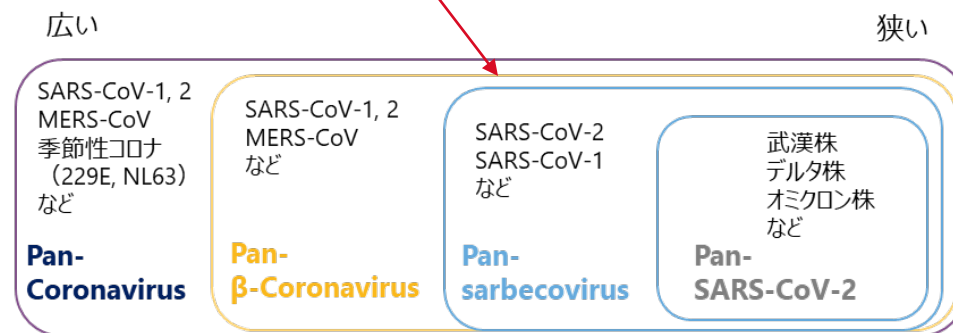 広い
狭い
SARS-CoV-1, 2
MERS-CoV
季節性コロナ
（229E, NL63）
など
Pan-
Coronavirus
SARS-CoV-1, 2
MERS-CoV
など
Pan-
β-Coronavirus
SARS-CoV-2
SARS-CoV-1
など
Pan-
sarbecovirus
武漢株
デルタ株
オミクロン株
など
Pan-
SARS-CoV-2